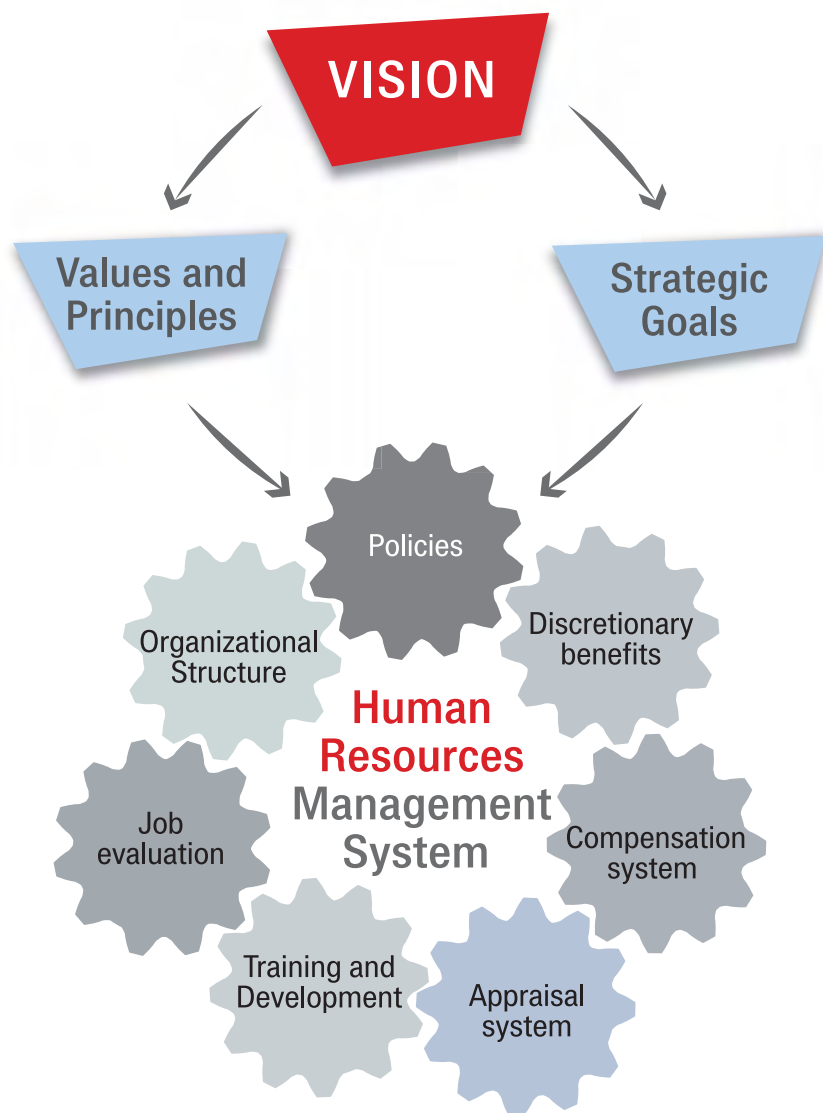 VISION
Values and
Principles
Strategic
Goals
Policies
Organizational
Structure
Discretionary
benefits
Human
Resources
Management
System
Job
evaluation
Compensation
system
Training and
Development
Appraisal
system